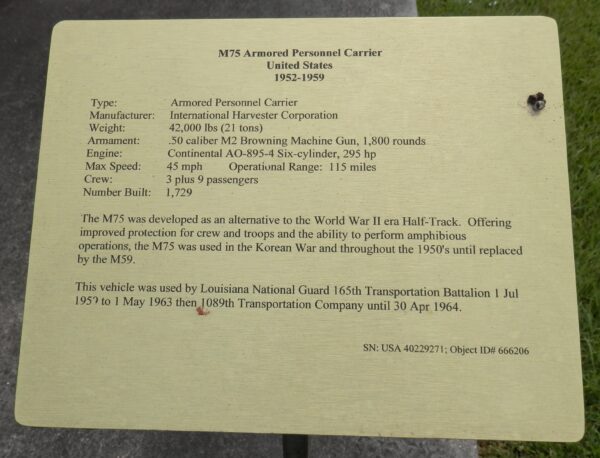 M75 Armored Personnel Carrier
United States
1952-1959
Type: Armored Personnel Carrier
Manufacturer: International Harvester Corporation
Weight: 42,000 lbs (21 tons)
Armament: .50 caliber M2 Browning Machine Gun, 1,800 rounds
Engine: Continental AO-895-4 Six-cylinder, 295 hp
Max Speed: 45 mph Operational Range: 115 miles
Crew: 3 plus 9 passengers
Number Built: 1,729
The M75 was developed as an alternative to the World War II era Half-Track. Offering
improved protection for crew and troops and the ability to perform amphibious
operations, the M75 was used in the Korean War and throughout the 1950's until replaced
by the M59.
This vehicle was used by Louisiana National Guard 165th Transportation Battalion 1 Jul
1959 to 1 May 1963 then 1089th Transportation Company until 30 Apr 1964.
SN: USA 40229271; Object ID# 666206